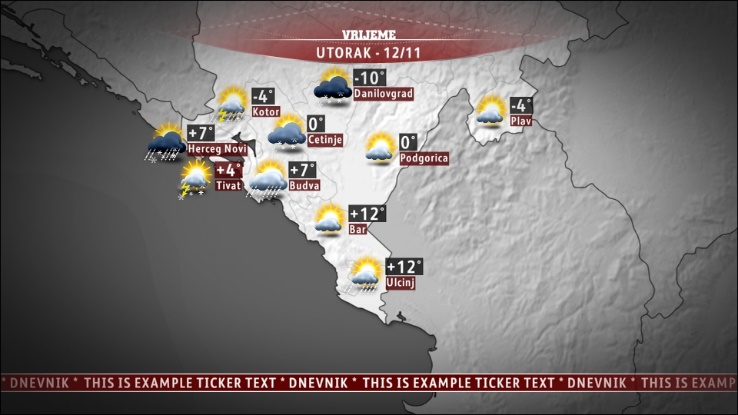 VRIJEME
UTORAK - 12/11
-10°
Danilovgrad
-4°
Kotor
-4°
Plav
0°
Cetinje
+7°
Herceg Novi
0°
Podgorica
+4°
Tivat
+7°
Budva
+12°
Bar
+12°
Ulcinj
* DNEVNIK * THIS IS EXAMPLE TICKER TEXT * DNEVNIK * THIS IS EXAMPLE TICKER TEXT * DNEVNIK * THIS IS EXAMP